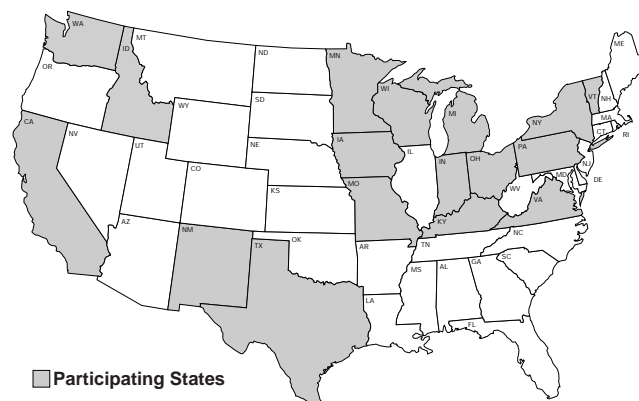 WA
MT
ME
ND
MN
ID
OR
VT
NH
WI
SD
MI
NY
MA
WY
CT
RI
CA
IA
PA
NV
UT
NE
IL
IN
OH
NJ
CO
MD
DE
WV
KS
MO
VA
KY
NC
AZ
NM
OK
TX
AR
TN
SC
MS
AL
GA
LA
FL
Participating States